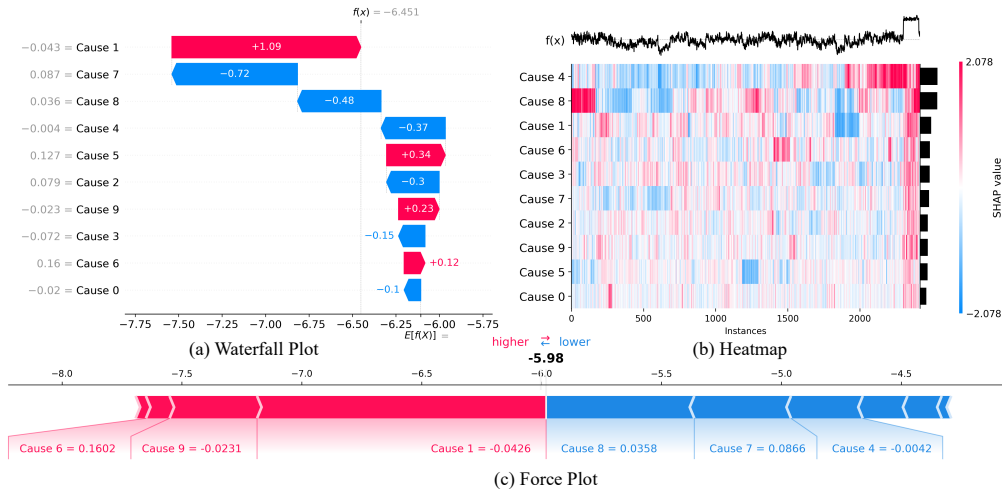 f(x) = −6.451
−0.043 = Cause 1
+1.09
0.087 = Cause 7
−0.72
0.036 = Cause 8
−0.48
−0.004 = Cause 4
−0.37
0.127 = Cause 5
+0.34
0.079 = Cause 2
−0.3
−0.023 = Cause 9
+0.23
−0.072 = Cause 3
−0.15
0.16 = Cause 6
+0.12
−0.02 = Cause 0
−0.1
−7.75 −7.50 −7.25 −7.00 −6.75 −6.50 −6.25 −6.00 −5.75
E[f(X)] =
(a) Waterfall Plot
f(x)
Cause 4
Cause 8
Cause 1
Cause 6
Cause 3
Cause 7
Cause 2
Cause 9
Cause 5
Cause 0
0 500 1000 1500 2000
Instances
2.078
SHAP value
−2.078
(b) Heatmap
higher ⇄ lower
-5.98
−8.0 −7.5 −7.0 −6.5 −6.0 −5.5 −5.0 −4.5
Cause 6 = 0.1602 Cause 9 = -0.0231 Cause 1 = -0.0426 Cause 8 = 0.0358 Cause 7 = 0.0866 Cause 4 = -0.0042
(c) Force Plot